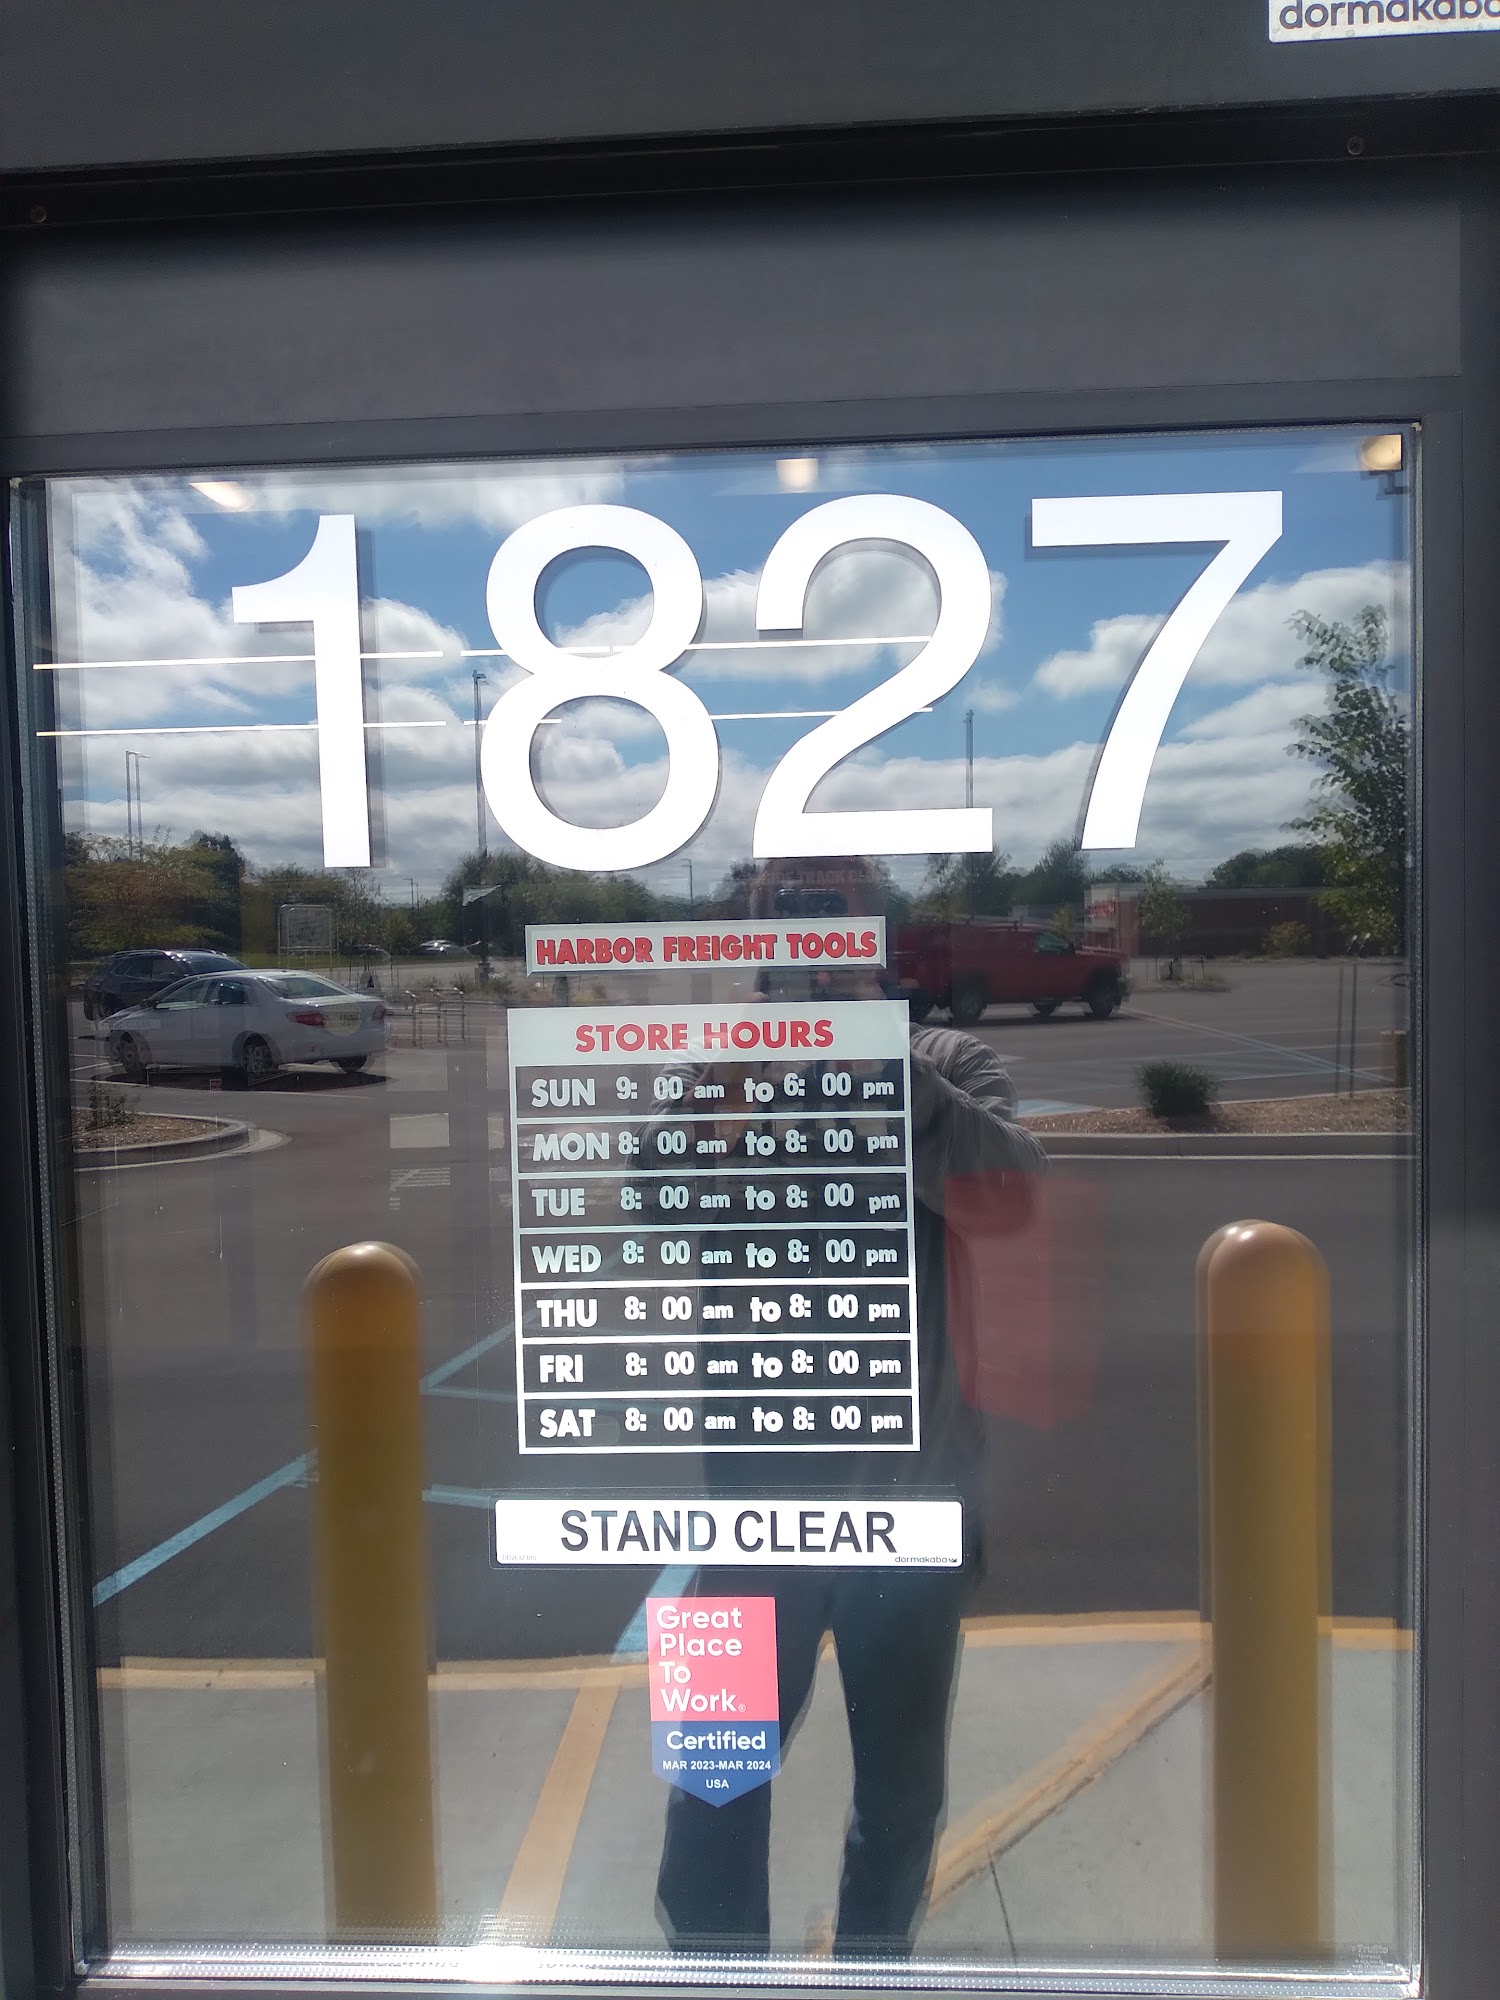 dormakaba
1827
HARBOR FREIGHT TOOLS
STORE HOURS
SUN 9: 00 am to 6: 00 pm
MON 8: 00 am to 8: 00 pm
TUE 8: 00 am to 8: 00 pm
WED 8: 00 am to 8: 00 pm
THU 8: 00 am to 8: 00 pm
FRI 8: 00 am to 8: 00 pm
SAT 8: 00 am to 8: 00 pm
STAND CLEAR
dormakaba
Great
Place
To
Work®
Certified
MAR 2023-MAR 2024
USA